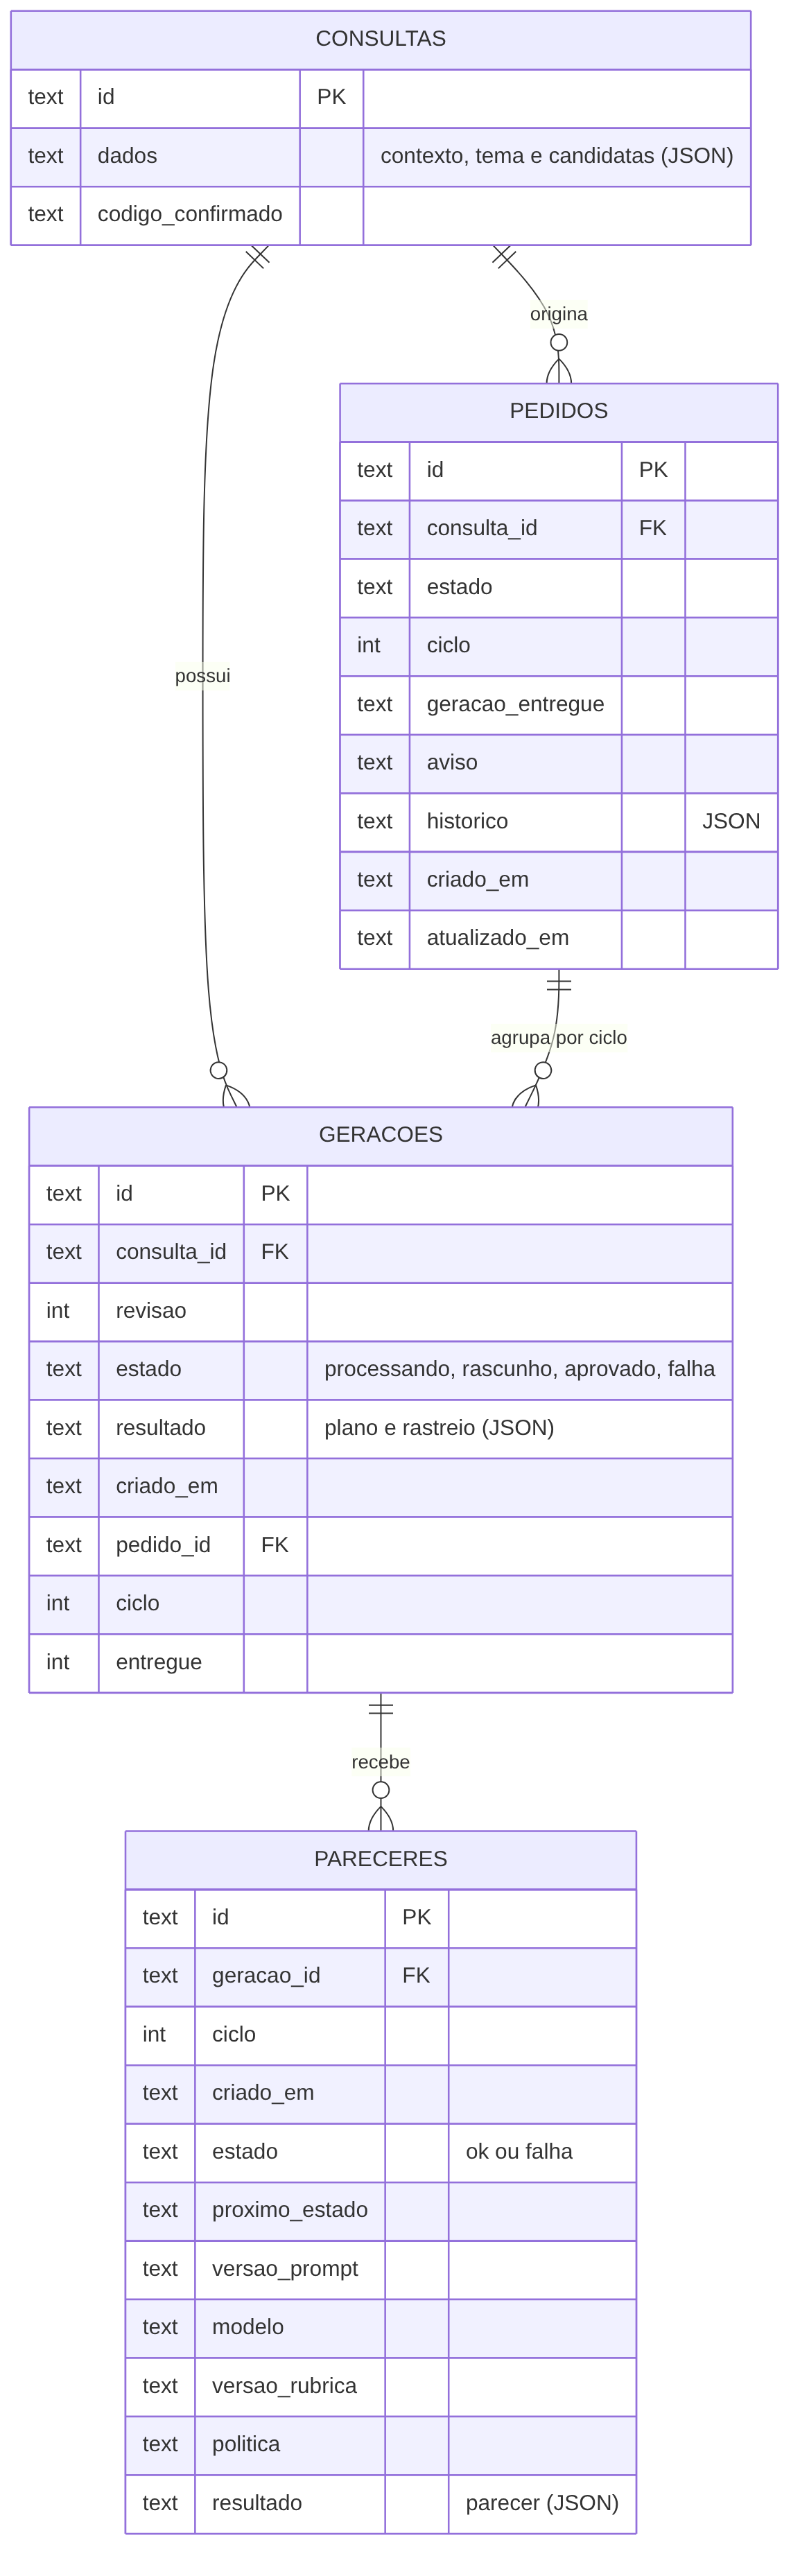 CONSULTAS
text id PK
text dados contexto, tema e candidatas (JSON)
text codigo_confirmado
origina
PEDIDOS
text id PK
text consulta_id FK
text estado
int ciclo
text geracao_entregue
possui
text aviso
text historico JSON
text criado_em
text atualizado_em
agrupa por ciclo
GERACOES
text id PK
text consulta_id FK
int revisao
text estado processando, rascunho, aprovado, falha
text resultado plano e rastreio (JSON)
text criado_em
text pedido_id FK
int ciclo
int entregue
recebe
PARECERES
text id PK
text geracao_id FK
int ciclo
text criado_em
text estado ok ou falha
text proximo_estado
text versao_prompt
text modelo
text versao_rubrica
text politica
text resultado parecer (JSON)